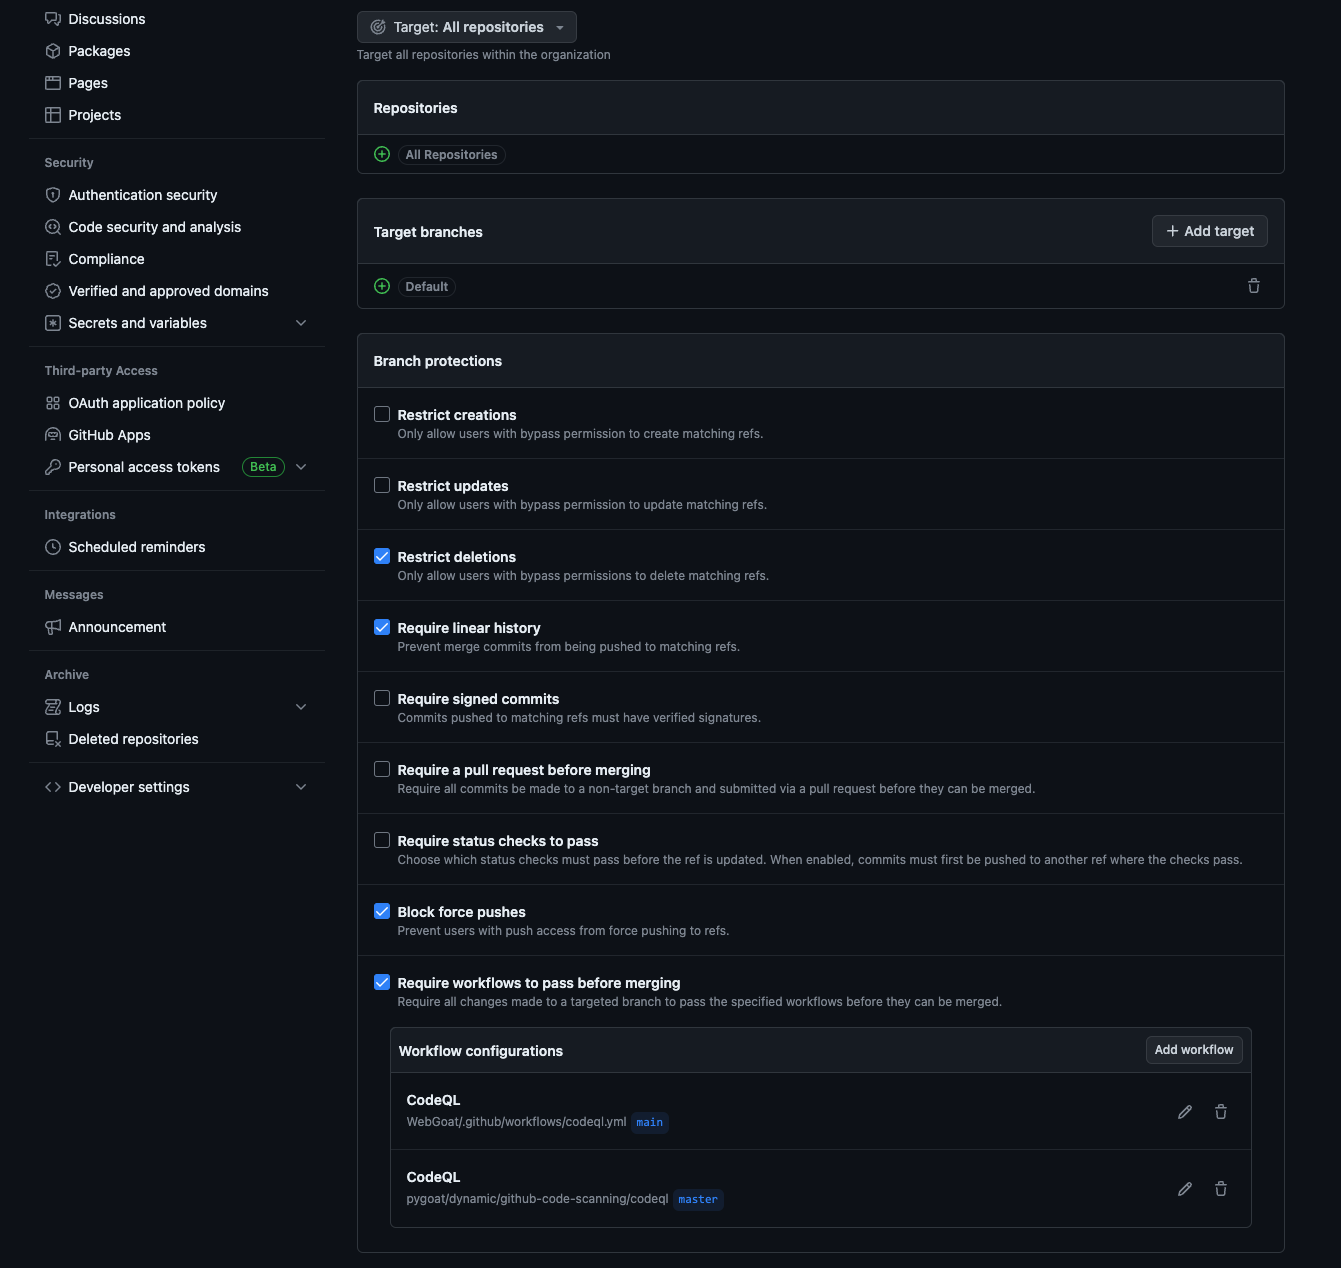 Discussions
Packages
Pages
Projects
Security
Authentication security
Code security and analysis
Compliance
Verified and approved domains
Secrets and variables
Third-party Access
OAuth application policy
GitHub Apps
Personal access tokens Beta
Integrations
Scheduled reminders
Messages
Announcement
Archive
Logs
Deleted repositories
Developer settings
Target: All repositories
Target all repositories within the organization
Repositories
All Repositories
Target branches
Add target
Default
Branch protections
Restrict creations
Only allow users with bypass permission to create matching refs.
Restrict updates
Only allow users with bypass permission to update matching refs.
Restrict deletions
Only allow users with bypass permissions to delete matching refs.
Require linear history
Prevent merge commits from being pushed to matching refs.
Require signed commits
Commits pushed to matching refs must have verified signatures.
Require a pull request before merging
Require all commits be made to a non-target branch and submitted via a pull request before they can be merged.
Require status checks to pass
Choose which status checks must pass before the ref is updated. When enabled, commits must first be pushed to another ref where the checks pass.
Block force pushes
Prevent users with push access from force pushing to refs.
Require workflows to pass before merging
Require all changes made to a targeted branch to pass the specified workflows before they can be merged.
Workflow configurations
Add workflow
CodeQL
WebGoat/.github/workflows/codeql.yml main
CodeQL
pygoat/dynamic/github-code-scanning/codeql master